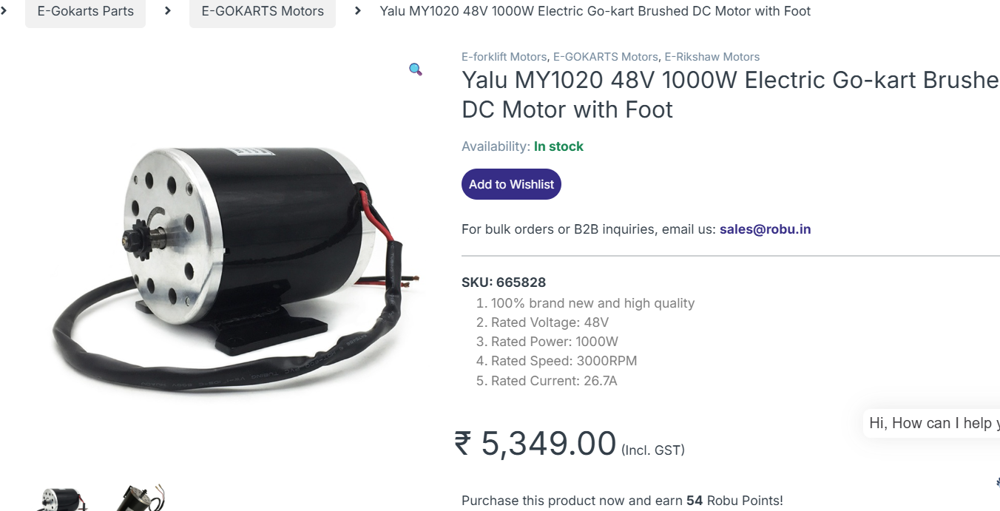 E-Gokarts Parts
E-GOKARTS Motors
Yalu MY1020 48V 1000W Electric Go-kart Brushed DC Motor with Foot
E-forklift Motors, E-GOKARTS Motors, E-Rikshaw Motors
Yalu MY1020 48V 1000W Electric Go-kart Brushe
DC Motor with Foot
Availability: In stock
Add to Wishlist
For bulk orders or B2B inquiries, email us: sales@robu.in
SKU: 665828
1. 100% brand new and high quality
2. Rated Voltage: 48V
3. Rated Power: 1000W
4. Rated Speed: 3000RPM
5. Rated Current: 26.7A
Hi, How can I help y
₹ 5,349.00 (Incl. GST)
Purchase this product now and earn 54 Robu Points!